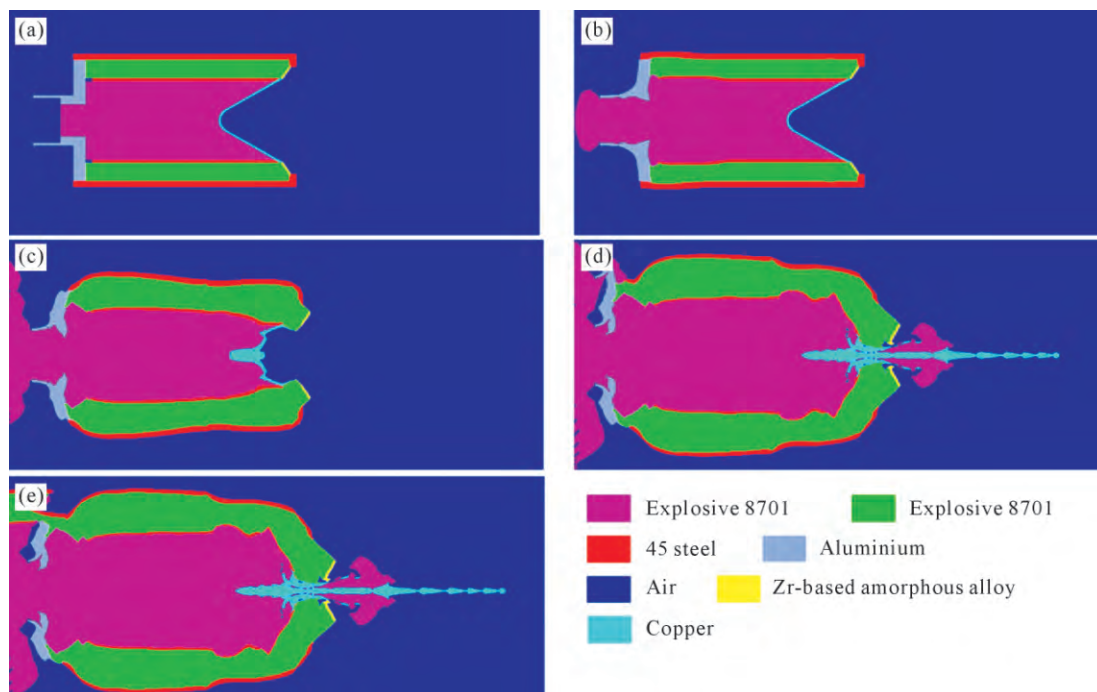 (a)
(b)
(c)
(d)
(e)
Explosive 8701
Explosive 8701
45 steel
Aluminium
Air
Zr-based amorphous alloy
Copper